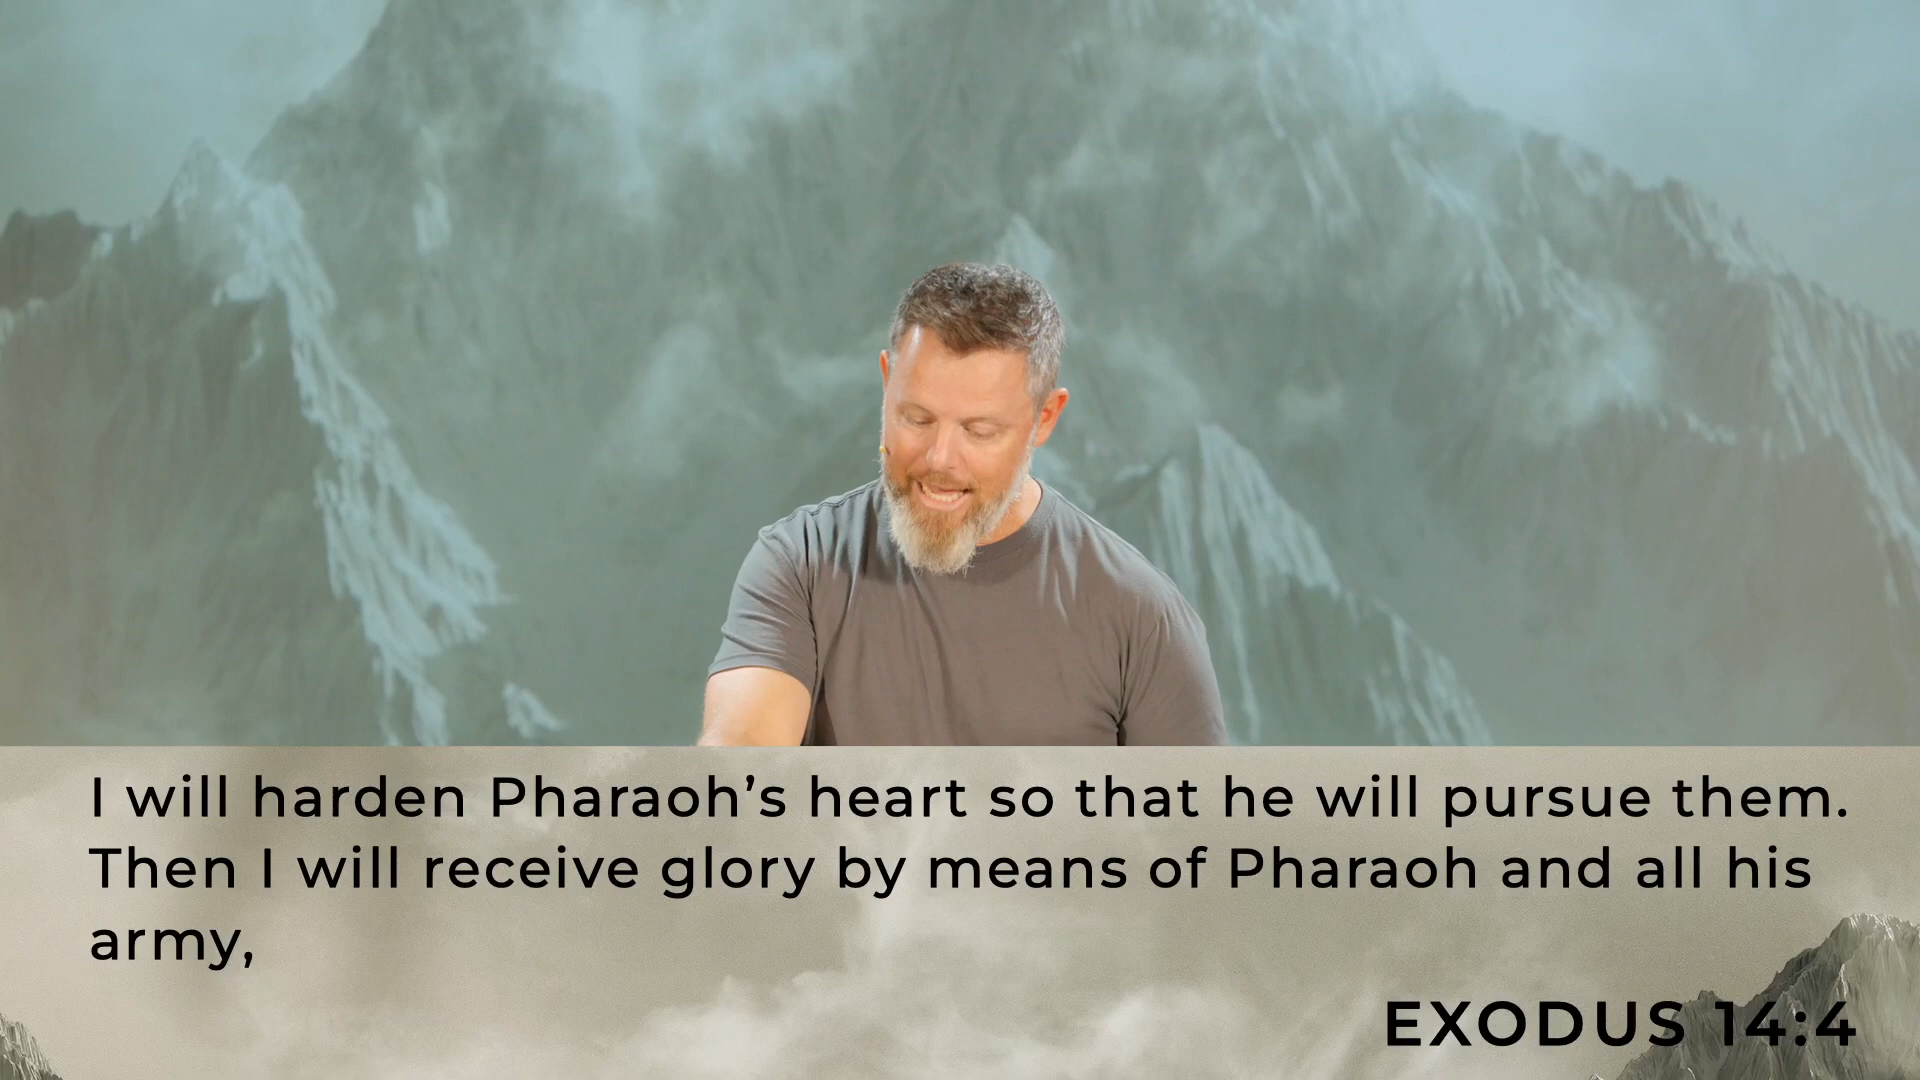 I will harden Pharaoh’s heart so that he will pursue them.
Then I will receive glory by means of Pharaoh and all his
army,
EXODUS 14:4